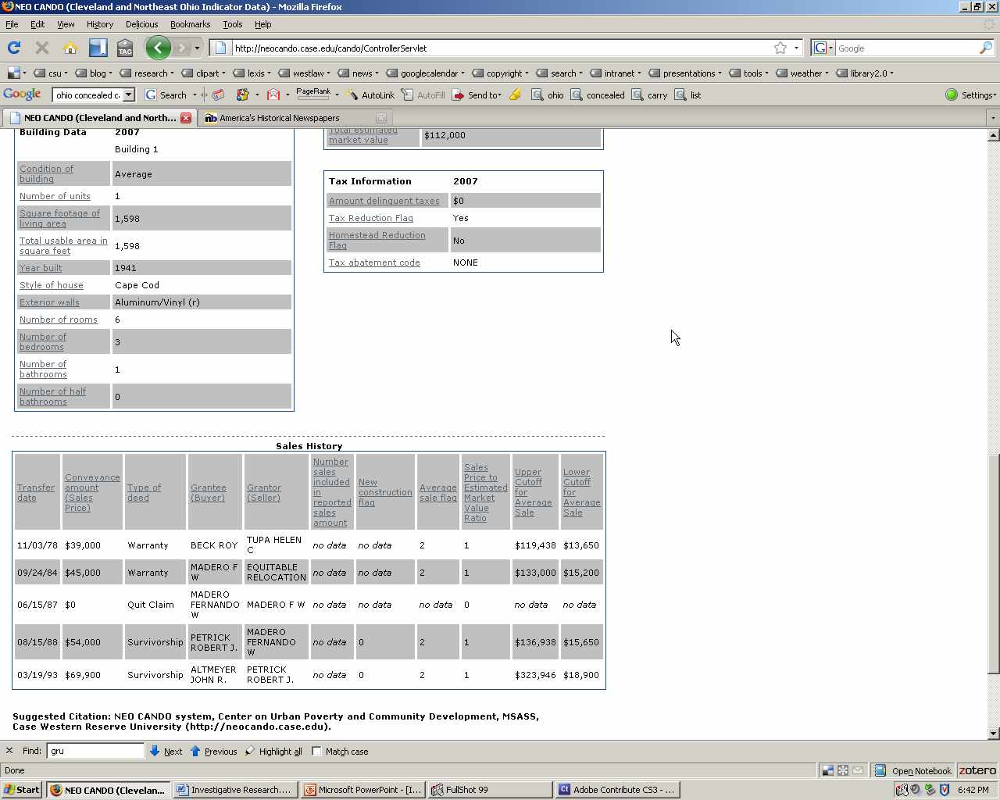 NEO CANDO (Cleveland and Northeast Ohio Indicator Data) - Mozilla Firefox
File Edit View History Delicious Bookmarks Tools Help
TAG http://neocando.case.edu/cando/ControllerServlet G Google
csu blog research clipart lexis westlaw news googlecalendar copyright search intranet presentations tools weather library2.0
Google ohio concealed c G Search PageRank AutoLink AutoFill Send to ohio concealed carry list Settings
NEO CANDO (Cleveland and North... nb America's Historical Newspapers
Building Data 2007
Building 1
Condition of
building
Average
Number of units 1
Square footage of
living area
1,598
Total usable area in
square feet
1,598
Year built 1941
Style of house Cape Cod
Exterior walls Aluminum/Vinyl (r)
Number of rooms 6
Number of
bedrooms
3
Number of
bathrooms
1
Number of half
bathrooms
0
Total estimated
market value
$112,000
Tax Information 2007
Amount delinquent taxes $0
Tax Reduction Flag Yes
Homestead Reduction
Flag
No
Tax abatement code NONE
Sales History
Transfer
date
Conveyance
amount
(Sales
Price)
Type of
deed
Grantee
(Buyer)
Grantor
(Seller)
Number
sales
included
in
reported
sales
amount
New
construction
flag
Average
sale flag
Sales
Price to
Estimated
Market
Value
Ratio
Upper
Cutoff
for
Average
Sale
Lower
Cutoff
for
Average
Sale
11/03/78 $39,000 Warranty BECK ROY TUPA HELEN
C
no data no data 2 1 $119,438 $13,650
09/24/84 $45,000 Warranty MADERO F
W
EQUITABLE
RELOCATION
no data no data 2 1 $133,000 $15,200
06/15/87 $0 Quit Claim MADERO
FERNANDO
W
MADERO F W no data no data no data 0 no data no data
08/15/88 $54,000 Survivorship PETRICK
ROBERT J.
MADERO
FERNANDO
W
no data 0 2 1 $136,938 $15,650
03/19/93 $69,900 Survivorship ALTMEYER
JOHN R.
PETRICK
ROBERT J.
no data 0 2 1 $323,946 $18,900
Suggested Citation: NEO CANDO system, Center on Urban Poverty and Community Development, MSASS,
Case Western Reserve University (http://neocando.case.edu).
Find: gru Next Previous Highlight all Match case
Done Open Notebook zotero
Start NEO CANDO (Clevelan... Investigative Research.... Microsoft PowerPoint - [I... FullShot 99 Ct Adobe Contribute CS3 - ... 6:42 PM